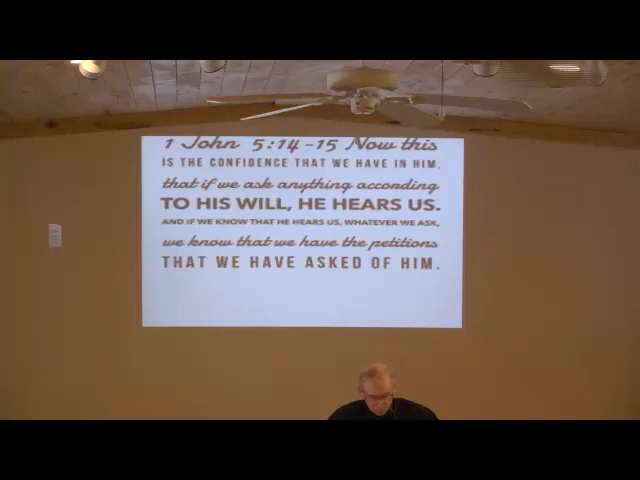 1 John 5:14-15 Now this
IS THE CONFIDENCE THAT WE HAVE IN HIM,
that if we ask anything according
TO HIS WILL, HE HEARS US.
AND IF WE KNOW THAT HE HEARS US, WHATEVER WE ASK,
we know that we have the petitions
THAT WE HAVE ASKED OF HIM.